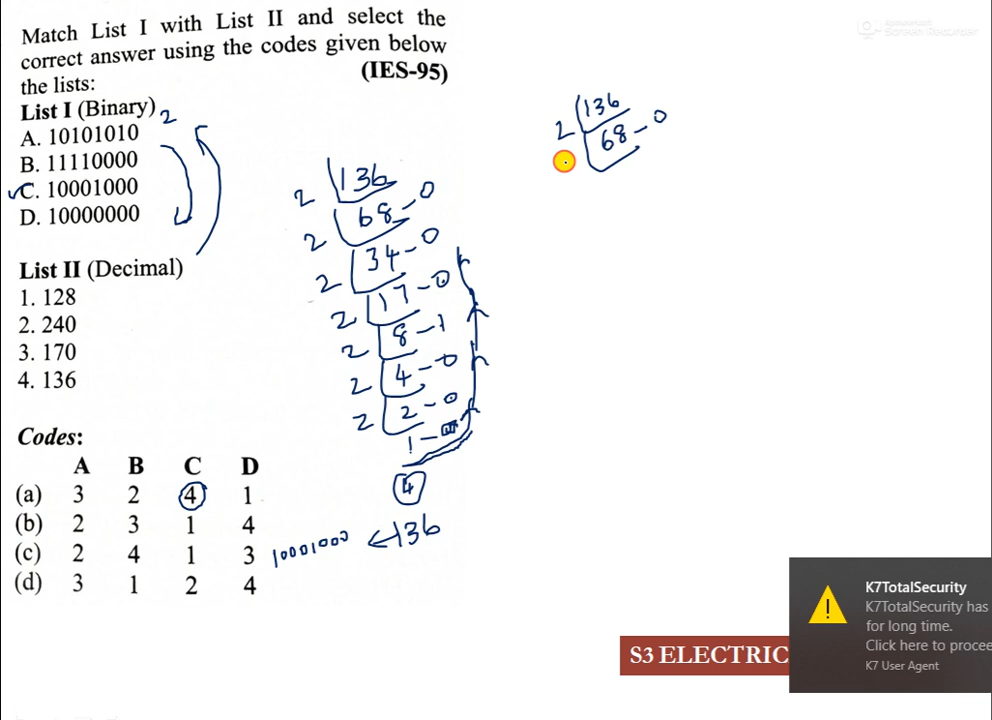 Match List I with List II and select the
correct answer using the codes given below
the lists:
(IES-95)
List I (Binary) 2
A. 10101010
B. 11110000
C. 10001000
D. 10000000
List II (Decimal)
1. 128
2. 240
3. 170
4. 136
Codes:
A B C D
(a) 3 2 4 1
(b) 2 3 1 4
(c) 2 4 1 3
(d) 3 1 2 4
2 136
2 68 - 0
2 34 - 0
2 17 - 0
2 8 - 1
2 4 - 0
2 2 - 0
1 -
4
10001000 ← 136
2 136
68 - 0
Screen Recorder
K7TotalSecurity
K7TotalSecurity has
for long time.
Click here to procee
K7 User Agent
S3 ELECTRIC